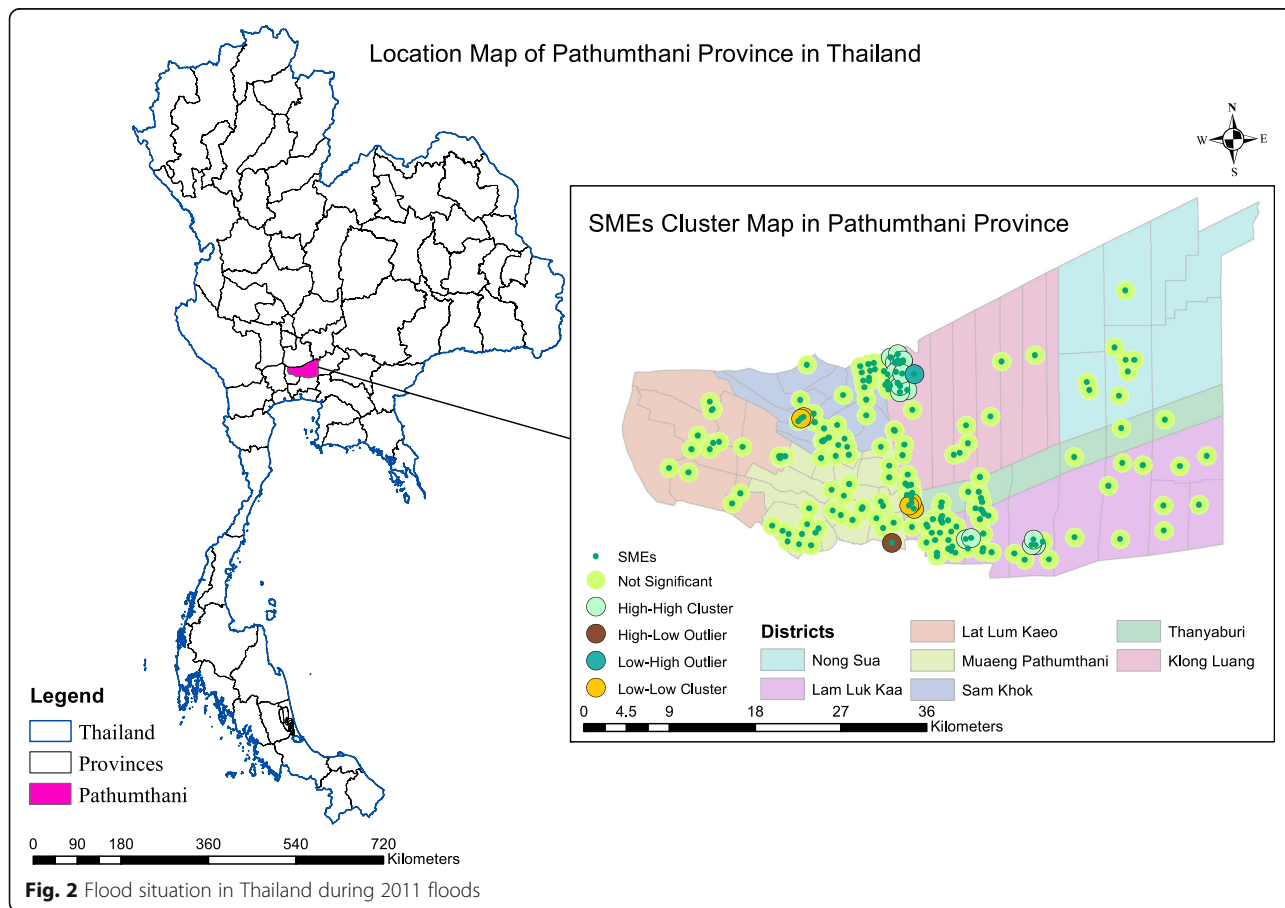 Location Map of Pathumthani Province in Thailand
N
W E
S
SMEs Cluster Map in Pathumthani Province
SMEs
Not Significant
High-High Cluster
High-Low Outlier
Low-High Outlier
Low-Low Cluster
Districts
Nong Sua
Lam Luk Kaa
Lat Lum Kaeo
Muaeng Pathumthani
Sam Khok
Thanyaburi
Klong Luang
0 4.5 9 18 27 36
Kilometers
Legend
Thailand
Provinces
Pathumthani
0 90 180 360 540 720
Kilometers
Fig. 2 Flood situation in Thailand during 2011 floods